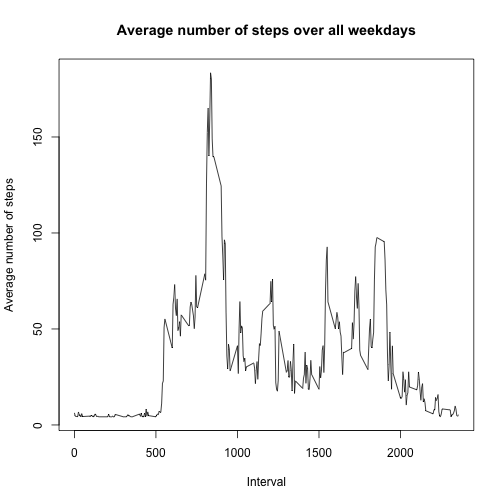 Average number of steps over all weekdays
Average number of steps
150
100
50
0
0 500 1000 1500 2000
Interval